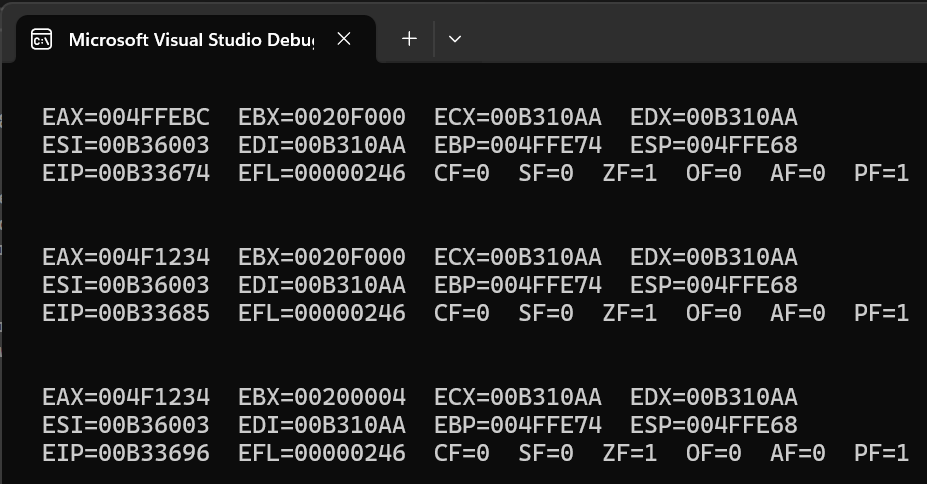 Microsoft Visual Studio Debu
EAX=004FFEBC EBX=0020F000 ECX=00B310AA EDX=00B310AA
ESI=00B36003 EDI=00B310AA EBP=004FFE74 ESP=004FFE68
EIP=00B33674 EFL=00000246 CF=0 SF=0 ZF=1 OF=0 AF=0 PF=1
EAX=004F1234 EBX=0020F000 ECX=00B310AA EDX=00B310AA
ESI=00B36003 EDI=00B310AA EBP=004FFE74 ESP=004FFE68
EIP=00B33685 EFL=00000246 CF=0 SF=0 ZF=1 OF=0 AF=0 PF=1
EAX=004F1234 EBX=00200004 ECX=00B310AA EDX=00B310AA
ESI=00B36003 EDI=00B310AA EBP=004FFE74 ESP=004FFE68
EIP=00B33696 EFL=00000246 CF=0 SF=0 ZF=1 OF=0 AF=0 PF=1